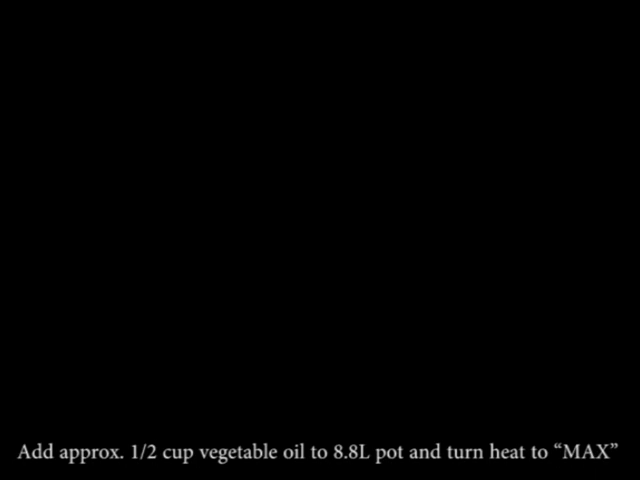 Add approx. 1/2 cup vegetable oil to 8.8L pot and turn heat to “MAX”